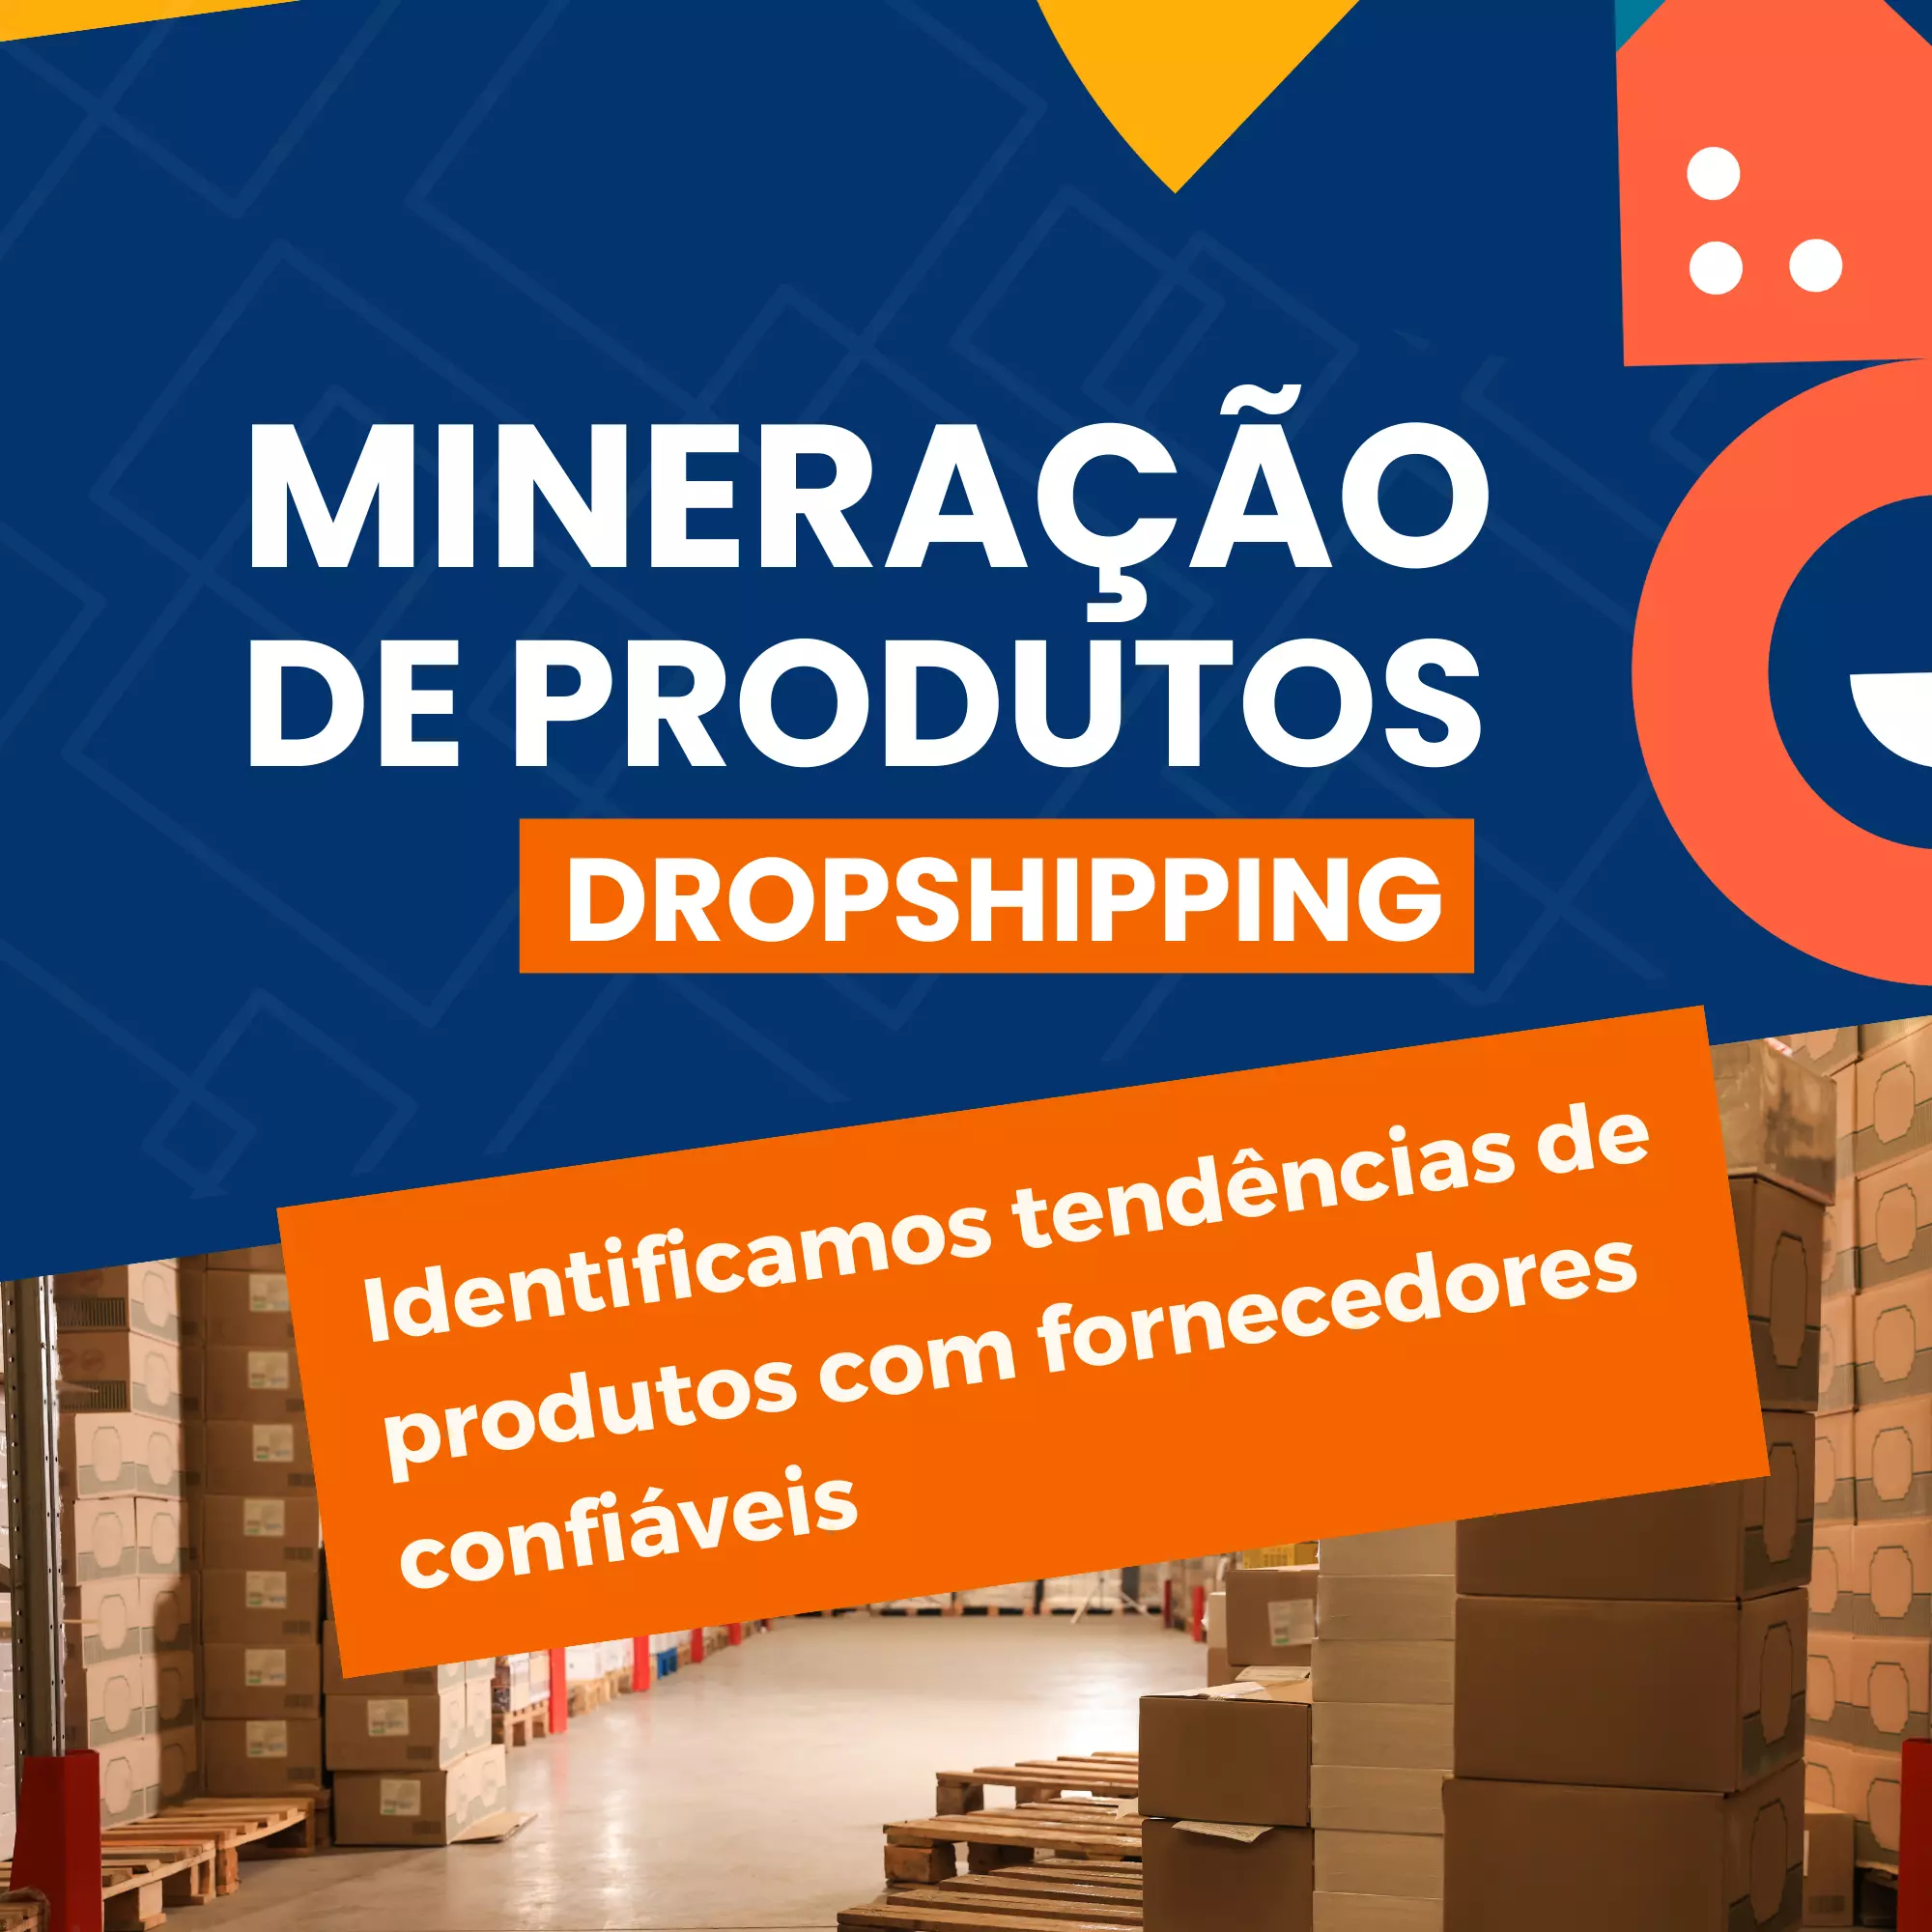 MINERAÇÃO
DE PRODUTOS
DROPSHIPPING
Identificamos tendências de
produtos com fornecedores
confiáveis